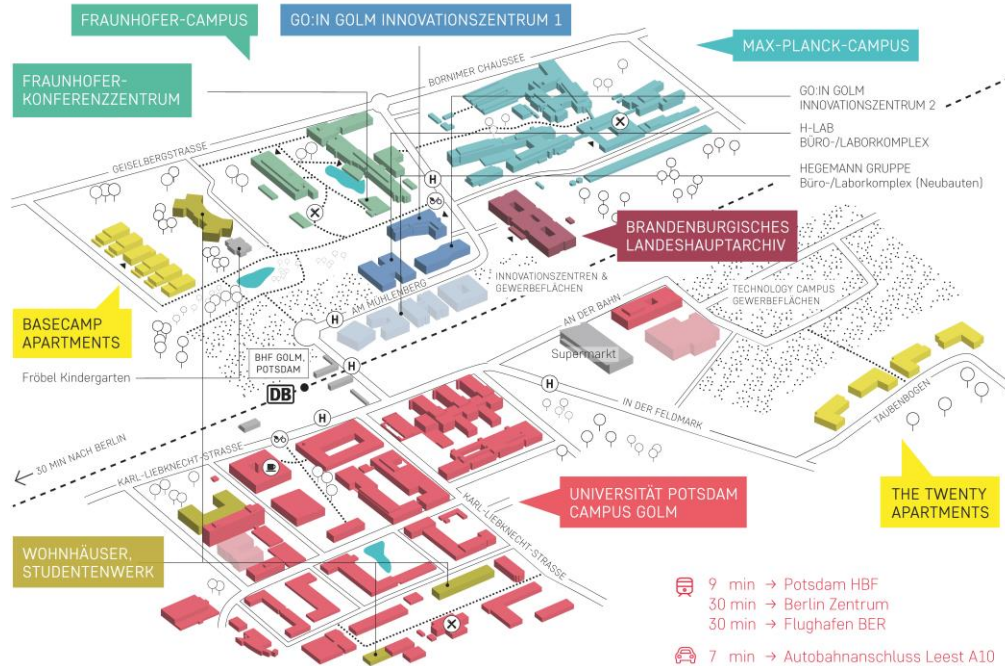 FRAUNHOFER-CAMPUS
GO:IN GOLM INNOVATIONSZENTRUM 1
MAX-PLANCK-CAMPUS
FRAUNHOFER-
KONFERENZZENTRUM
BORNIMER CHAUSSEE
GO:IN GOLM
INNOVATIONSZENTRUM 2
H-LAB
BÜRO-/LABORKOMPLEX
HEGEMANN GRUPPE
Büro-/Laborkomplex (Neubauten)
GEISELBERGSTRASSE
H
BRANDENBURGISCHES
LANDESHAUPTARCHIV
INNOVATIONSZENTREN &
GEWERBEFLÄCHEN
TECHNOLOGY CAMPUS
GEWERBEFLÄCHEN
AM MÜHLENBERG
H
AN DER BAHN
BASECAMP
APARTMENTS
Fröbel Kindergarten
BHF GOLM,
POTSDAM
DB
Supermarkt
H
H
H
IN DER FELDMARK
TAUBENBOGEN
30 MIN NACH BERLIN
KARL-LIEBKNECHT-STRASSE
UNIVERSITÄT POTSDAM
CAMPUS GOLM
THE TWENTY
APARTMENTS
KARL-LIEBKNECHT-STRASSE
WOHNHÄUSER,
STUDENTENWERK
9 min → Potsdam HBF
30 min → Berlin Zentrum
30 min → Flughafen BER
7 min → Autobahnanschluss Leest A10